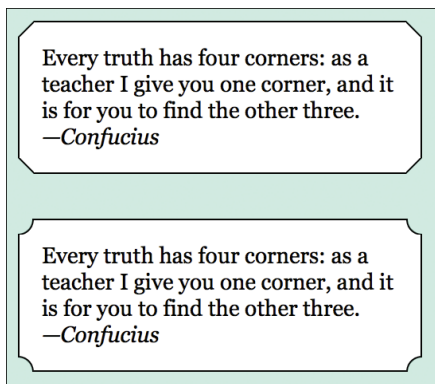 Every truth has four corners: as a
teacher I give you one corner, and it
is for you to find the other three.
—Confucius
Every truth has four corners: as a
teacher I give you one corner, and it
is for you to find the other three.
—Confucius